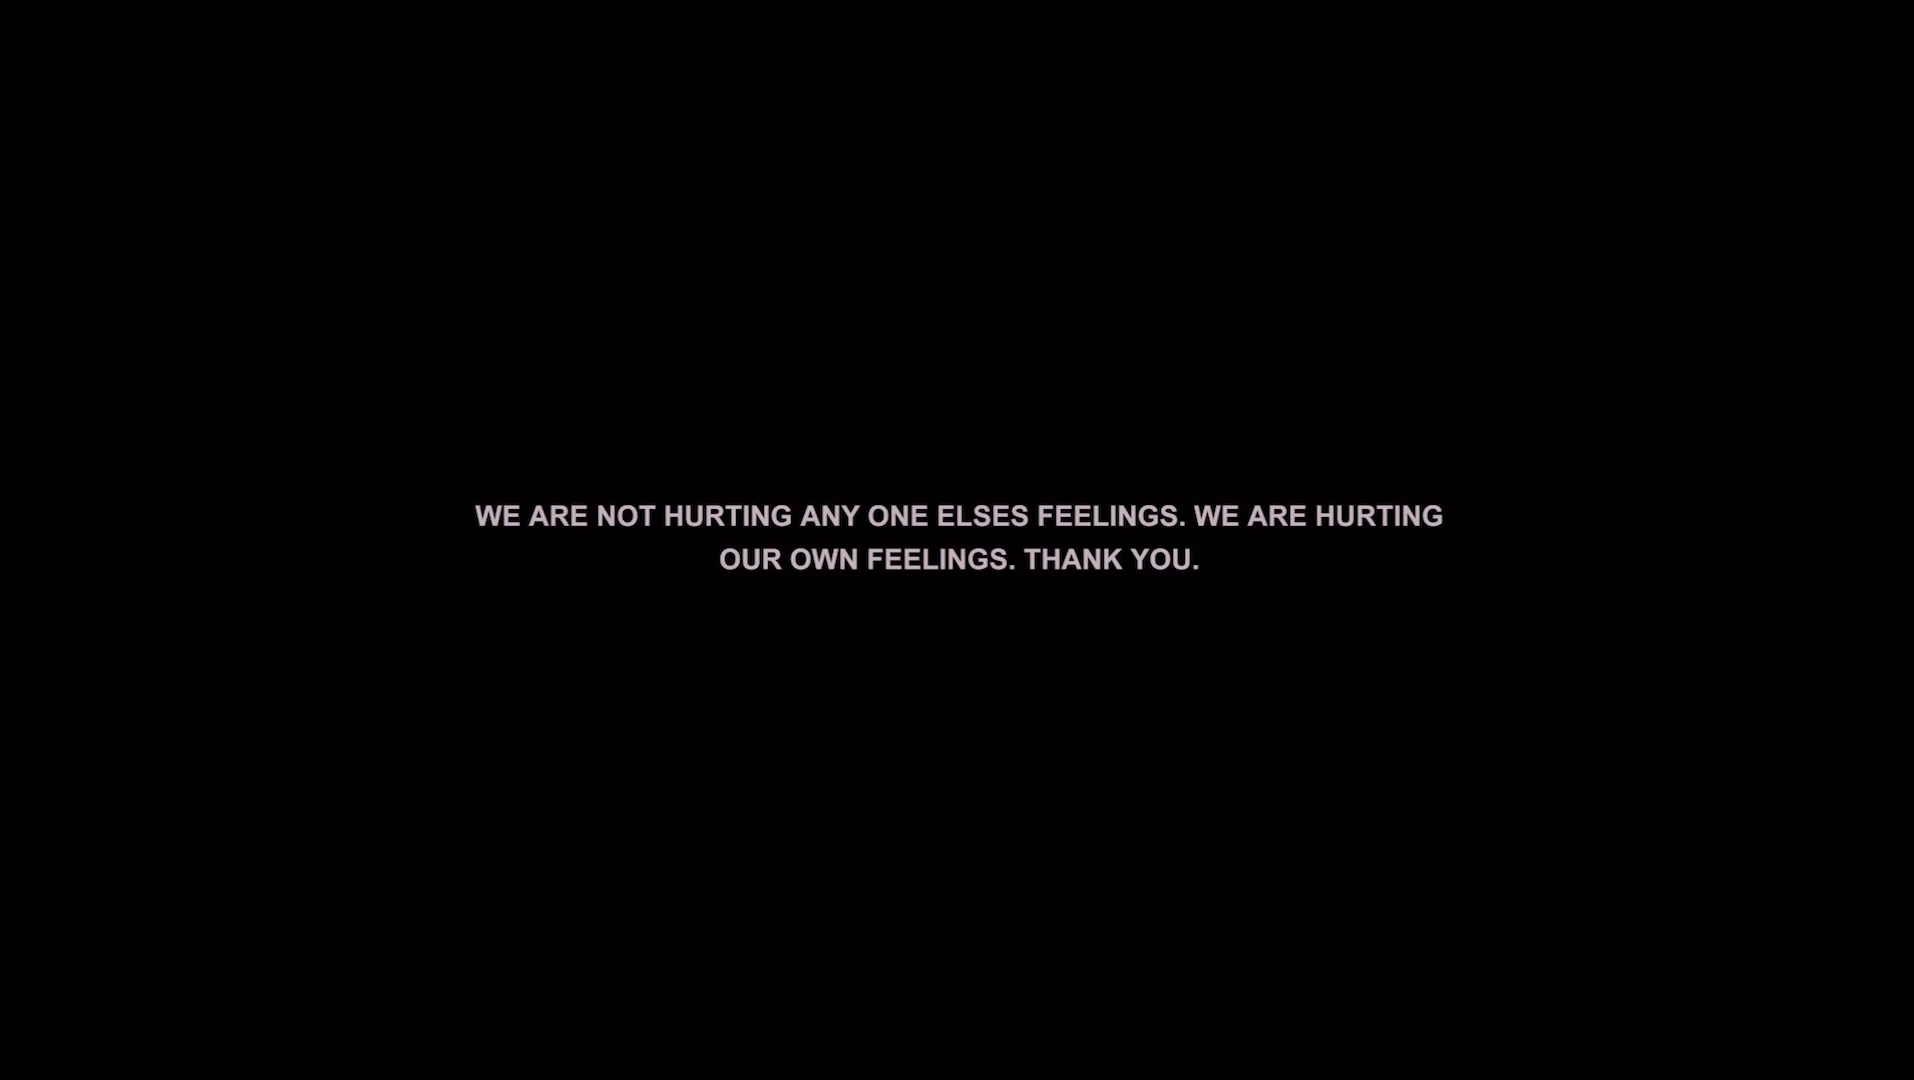 WE ARE NOT HURTING ANY ONE ELSES FEELINGS. WE ARE HURTING
OUR OWN FEELINGS. THANK YOU.